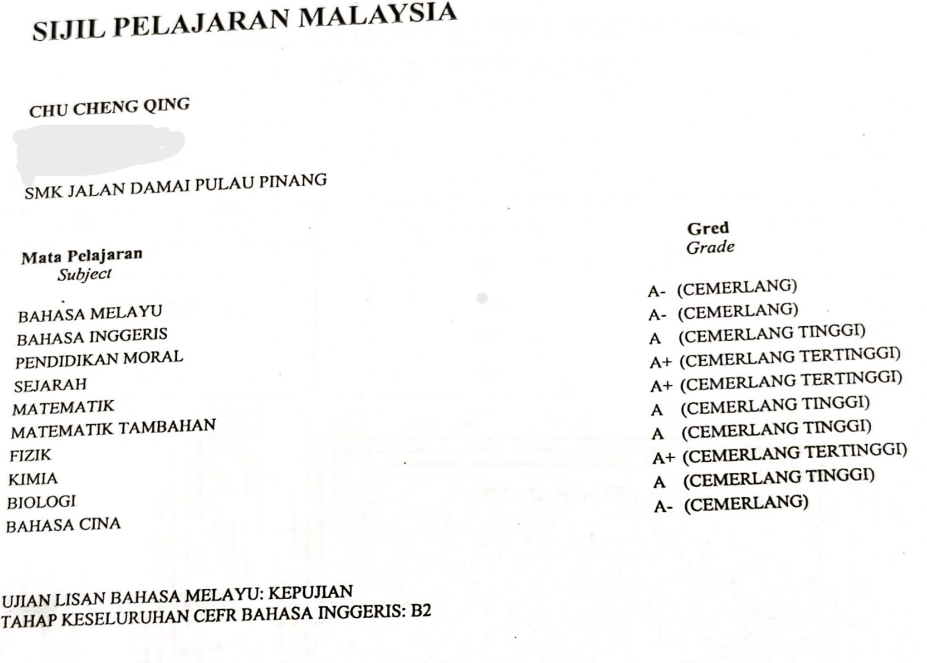 SIJIL PELAJARAN MALAYSIA
CHU CHENG QING
SMK JALAN DAMAI PULAU PINANG
Mata Pelajaran Gred
Subject Grade
BAHASA MELAYU A- (CEMERLANG)
BAHASA INGGERIS A- (CEMERLANG)
PENDIDIKAN MORAL A (CEMERLANG TINGGI)
SEJARAH A+ (CEMERLANG TERTINGGI)
MATEMATIK A+ (CEMERLANG TERTINGGI)
MATEMATIK TAMBAHAN A (CEMERLANG TINGGI)
FIZIK A (CEMERLANG TINGGI)
KIMIA A+ (CEMERLANG TERTINGGI)
BIOLOGI A (CEMERLANG TINGGI)
BAHASA CINA A- (CEMERLANG)
UJIAN LISAN BAHASA MELAYU: KEPUJIAN
TAHAP KESELURUHAN CEFR BAHASA INGGERIS: B2